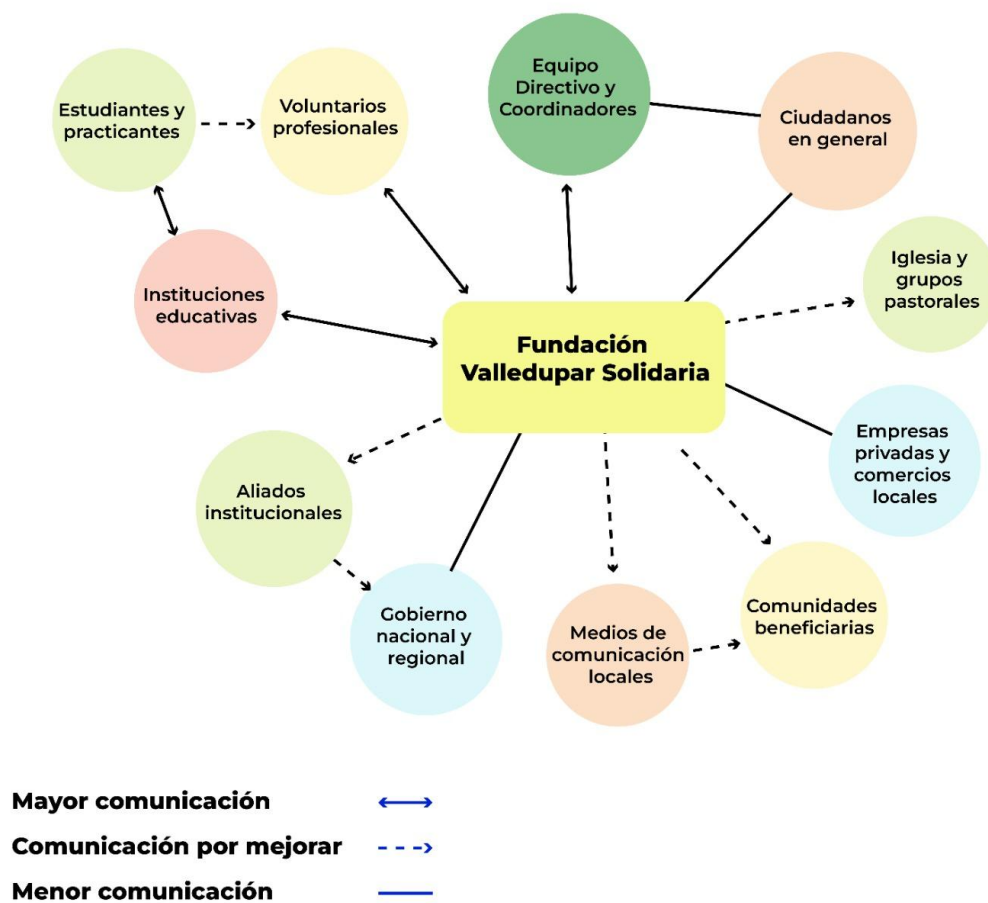 Estudiantes y
practicantes
Voluntarios
profesionales
Equipo
Directivo y
Coordinadores
Ciudadanos
en general
Instituciones
educativas
Iglesia y
grupos
pastorales
Fundación
Valledupar Solidaria
Empresas
privadas y
comercios
locales
Aliados
institucionales
Gobierno
nacional y
regional
Medios de
comunicación
locales
Comunidades
beneficiarias
Mayor comunicación
Comunicación por mejorar
Menor comunicación